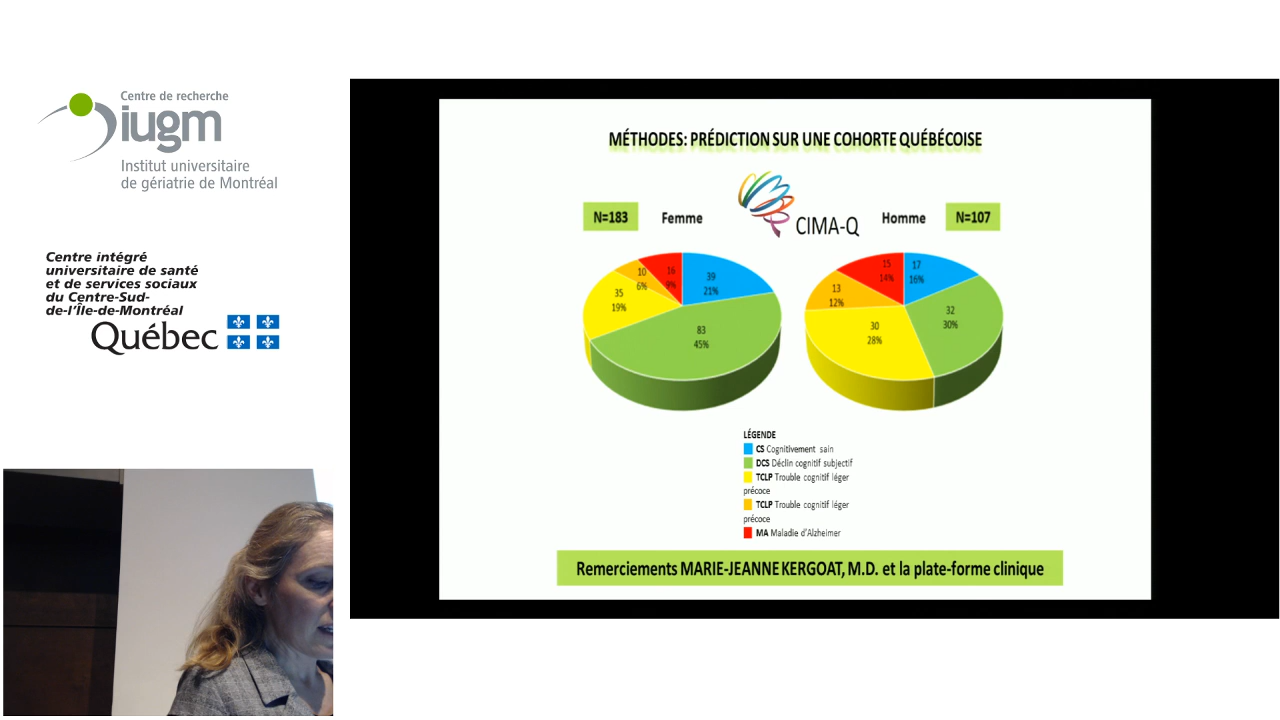 Centre de recherche
iugm
Institut universitaire
de gériatrie de Montréal
Centre intégré
universitaire de santé
et de services sociaux
du Centre-Sud-
de-l'Île-de-Montréal
Québec
MÉTHODES: PRÉDICTION SUR UNE COHORTE QUÉBÉCOISE
N=183
Femme
CIMA-Q
Homme
N=107
39
21%
83
45%
35
19%
10
6%
16
9%
17
16%
32
30%
30
28%
13
12%
15
14%
LÉGENDE
CS Cognitivement sain
DCS Déclin cognitif subjectif
TCLP Trouble cognitif léger
précoce
TCLP Trouble cognitif léger
précoce
MA Maladie d'Alzheimer
Remerciements MARIE-JEANNE KERGOAT, M.D. et la plate-forme clinique